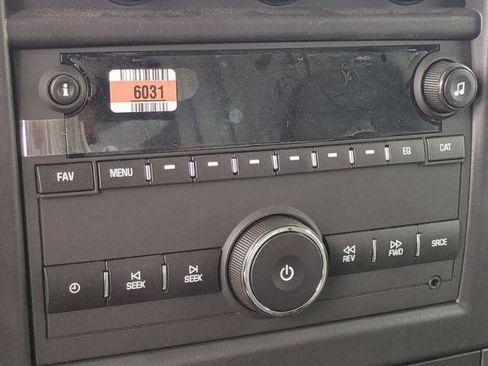 6031
FAV
MENU
EQ
CAT
SEEK
SEEK
REV
FWD
SRCE